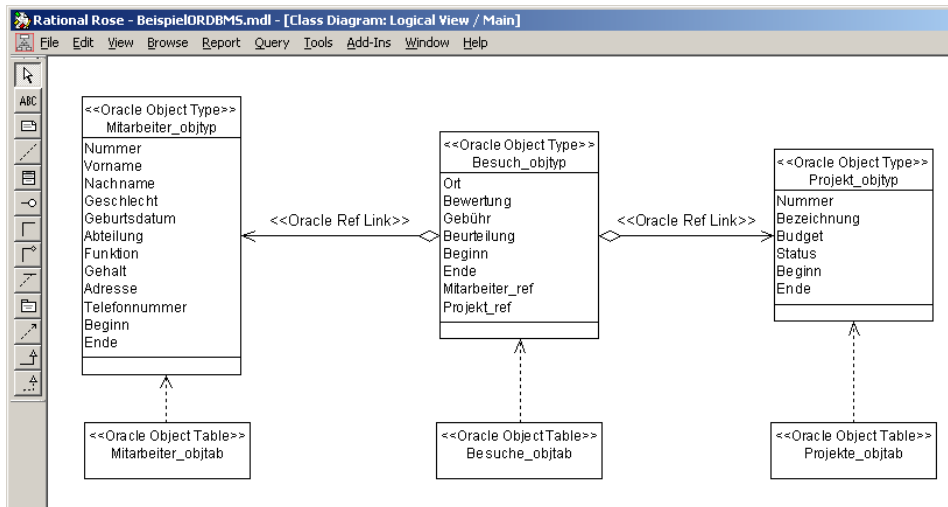 Rational Rose - BeispielORDBMS.mdl - [Class Diagram: Logical View / Main]
File Edit View Browse Report Query Tools Add-Ins Window Help
ABC
<<Oracle Object Type>>
Mitarbeiter_objtyp
Nummer
Vorname
Nachname
Geschlecht
Geburtsdatum
Abteilung
Funktion
Gehalt
Adresse
Telefonnummer
Beginn
Ende
<<Oracle Ref Link>>
<<Oracle Object Type>>
Besuch_objtyp
Ort
Bewertung
Gebühr
Beurteilung
Beginn
Ende
Mitarbeiter_ref
Projekt_ref
<<Oracle Ref Link>>
<<Oracle Object Type>>
Projekt_objtyp
Nummer
Bezeichnung
Budget
Status
Beginn
Ende
<<Oracle Object Table>>
Mitarbeiter_objtab
<<Oracle Object Table>>
Besuche_objtab
<<Oracle Object Table>>
Projekte_objtab